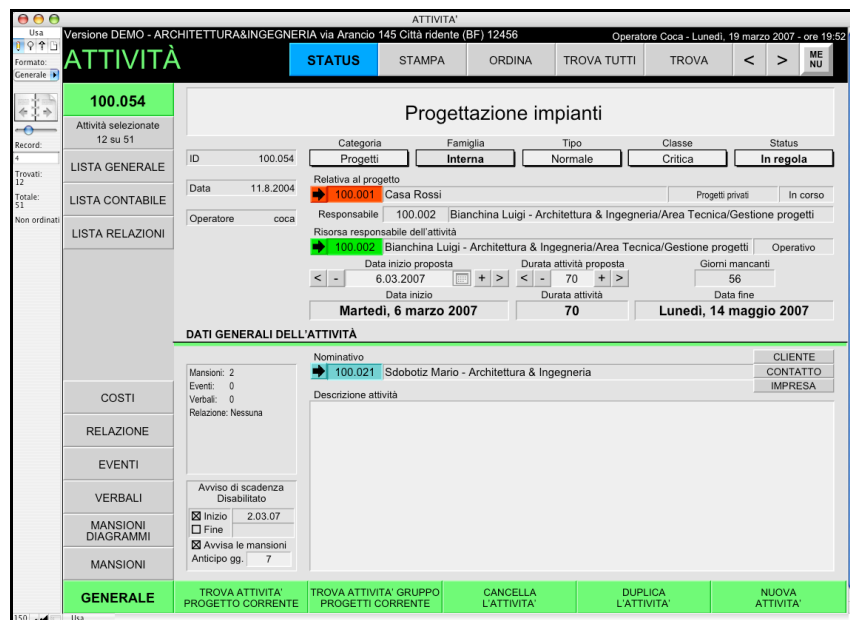 ATTIVITA'
Usa
Versione DEMO - ARCHITETTURA&INGEGNERIA via Arancio 145 Città ridente (BF) 12456
Operatore Coca - Lunedì, 19 marzo 2007 - ore 19:52
ATTIVITÀ
STATUS
STAMPA
ORDINA
TROVA TUTTI
TROVA
<
>
ME
NU
Formato:
Generale
Record:
4
Trovati:
12
Totale:
51
Non ordinati
100.054
Attività selezionate
12 su 51
LISTA GENERALE
LISTA CONTABILE
LISTA RELAZIONI
Progettazione impianti
ID 100.054
Data 11.8.2004
Operatore coca
Categoria Famiglia Tipo Classe Status
Progetti Interna Normale Critica In regola
Relativa al progetto
100.001 Casa Rossi Progetti privati In corso
Responsabile 100.002 Bianchina Luigi - Architettura & Ingegneria/Area Tecnica/Gestione progetti
Risorsa responsabile dell'attività
100.002 Bianchina Luigi - Architettura & Ingegneria/Area Tecnica/Gestione progetti Operativo
Data inizio proposta Durata attività proposta Giorni mancanti
< - 6.03.2007 + > < - 70 + > 56
Data inizio Durata attività Data fine
Martedì, 6 marzo 2007 70 Lunedì, 14 maggio 2007
DATI GENERALI DELL'ATTIVITÀ
Nominativo
100.021 Sdobotiz Mario - Architettura & Ingegneria
CLIENTE
CONTATTO
IMPRESA
Descrizione attività
Mansioni: 2
Eventi: 0
Verbali: 0
Relazione: Nessuna
Avviso di scadenza
Disabilitato
Inizio 2.03.07
Fine
Avvisa le mansioni
Anticipo gg. 7
COSTI
RELAZIONE
EVENTI
VERBALI
MANSIONI
DIAGRAMMI
MANSIONI
GENERALE
TROVA ATTIVITA'
PROGETTO CORRENTE
TROVA ATTIVITA' GRUPPO
PROGETTI CORRENTE
CANCELLA
L'ATTIVITA'
DUPLICA
L'ATTIVITA'
NUOVA
ATTIVITA'
150
Usa